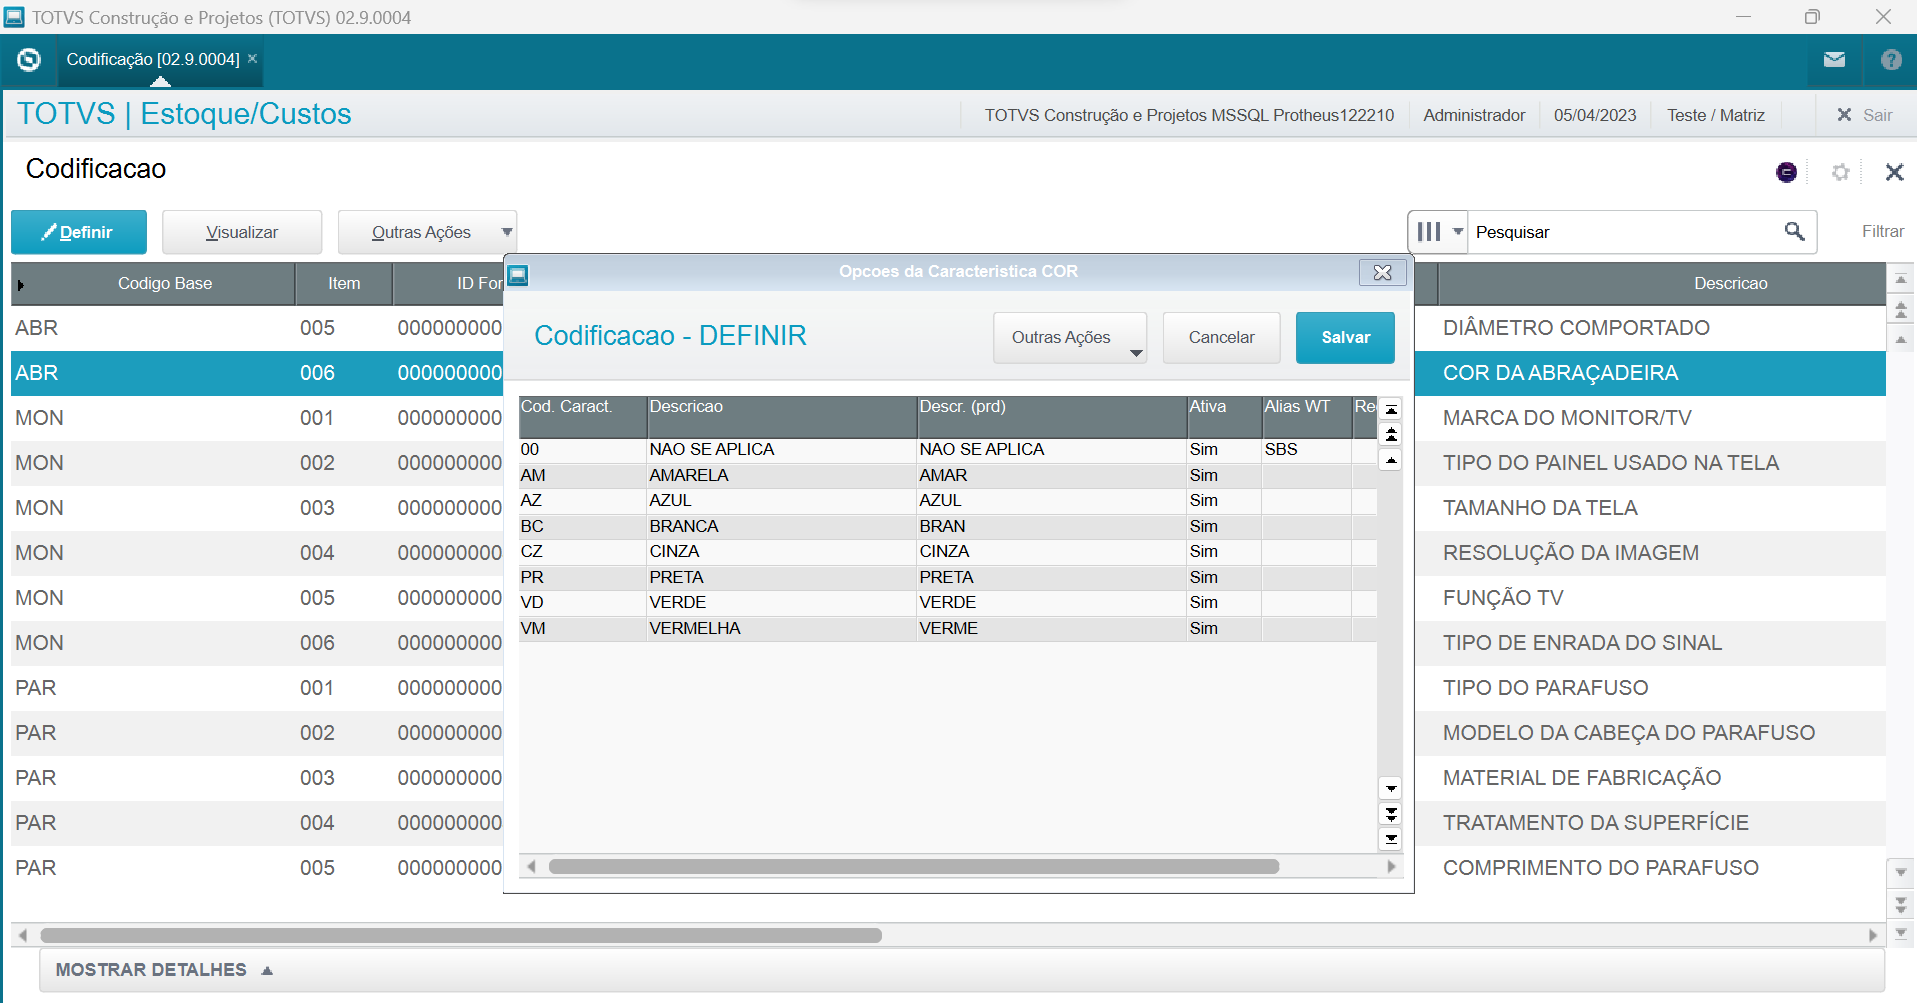 TOTVS Construção e Projetos (TOTVS) 02.9.0004
Codificação [02.9.0004]
TOTVS | Estoque/Custos
TOTVS Construção e Projetos MSSQL Protheus122210
Administrador
05/04/2023
Teste / Matriz
Sair
Codificacao
Definir
Visualizar
Outras Ações
Pesquisar
Filtrar
Codigo Base Item ID For Descricao
ABR 005 000000000 DIÂMETRO COMPORTADO
ABR 006 000000000 COR DA ABRAÇADEIRA
MON 001 000000000 MARCA DO MONITOR/TV
MON 002 000000000 TIPO DO PAINEL USADO NA TELA
MON 003 000000000 TAMANHO DA TELA
MON 004 000000000 RESOLUÇÃO DA IMAGEM
MON 005 000000000 FUNÇÃO TV
MON 006 000000000 TIPO DE ENRADA DO SINAL
PAR 001 000000000 TIPO DO PARAFUSO
PAR 002 000000000 MODELO DA CABEÇA DO PARAFUSO
PAR 003 000000000 MATERIAL DE FABRICAÇÃO
PAR 004 000000000 TRATAMENTO DA SUPERFÍCIE
PAR 005 000000000 COMPRIMENTO DO PARAFUSO
Opcoes da Caracteristica COR
Codificacao - DEFINIR
Outras Ações
Cancelar
Salvar
Cod. Caract. Descricao Descr. (prd) Ativa Alias WT Re
00 NAO SE APLICA NAO SE APLICA Sim SBS
AM AMARELA AMAR Sim
AZ AZUL AZUL Sim
BC BRANCA BRAN Sim
CZ CINZA CINZA Sim
PR PRETA PRETA Sim
VD VERDE VERDE Sim
VM VERMELHA VERME Sim
MOSTRAR DETALHES